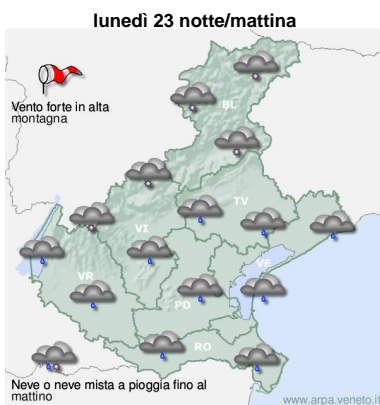 lunedì 23 notte/mattina
Vento forte in alta
montagna
BL
TV
VI
VE
VR
PD
RO
Neve o neve mista a pioggia fino al
mattino
www.arpa.veneto.it